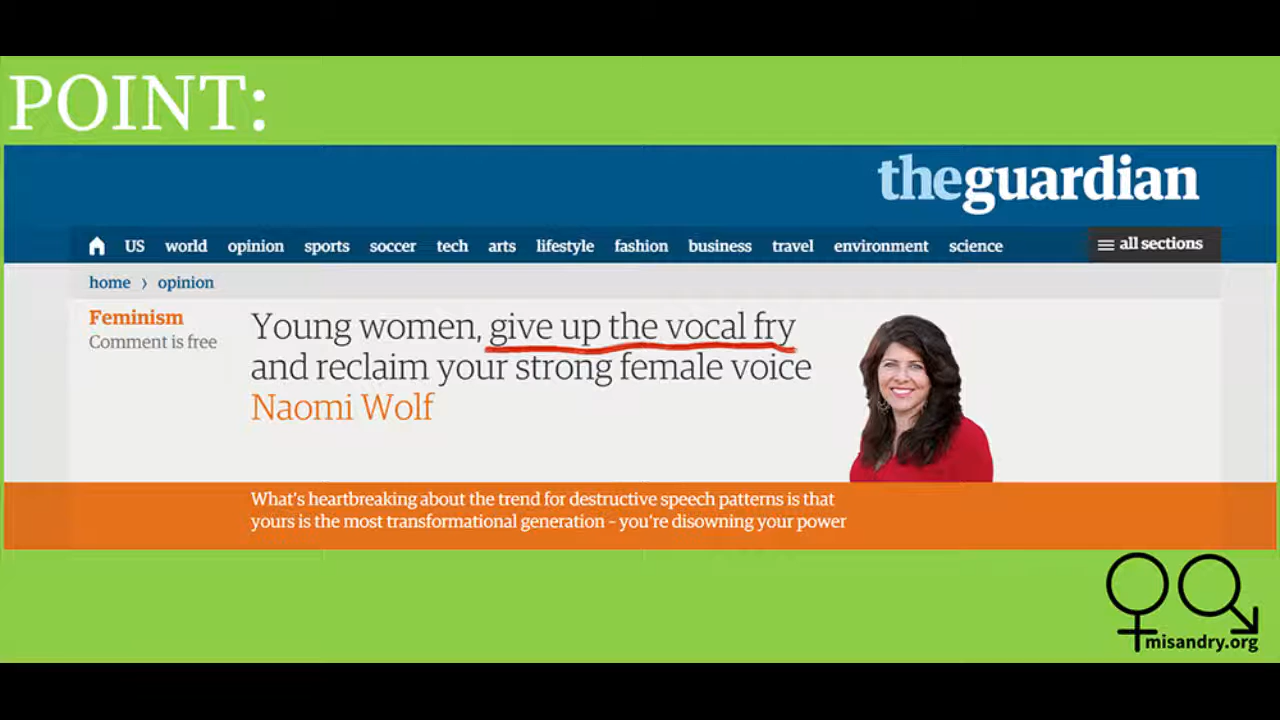 POINT:
theguardian
US world opinion sports soccer tech arts lifestyle fashion business travel environment science all sections
home › opinion
Feminism
Comment is free
Young women, give up the vocal fry
and reclaim your strong female voice
Naomi Wolf
What's heartbreaking about the trend for destructive speech patterns is that
yours is the most transformational generation – you're disowning your power
misandry.org